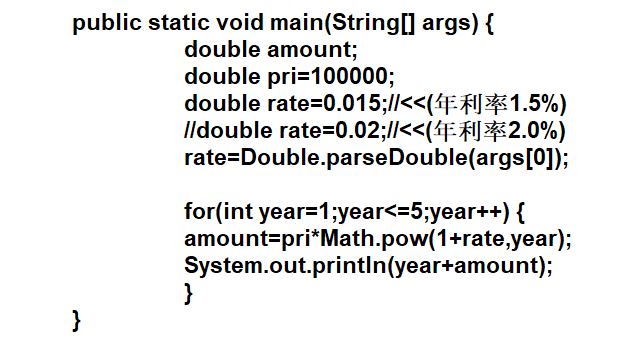 public static void main(String[] args) {
double amount;
double pri=100000;
double rate=0.015;//<<(年利率1.5%)
//double rate=0.02;//<<(年利率2.0%)
rate=Double.parseDouble(args[0]);
for(int year=1;year<=5;year++) {
amount=pri*Math.pow(1+rate,year);
System.out.println(year+amount);
}
}